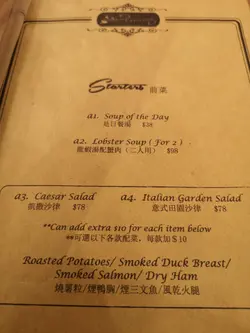 Starters 前菜
a1. Soup of the Day
是日餐湯 $38
a2. Lobster Soup ( For 2 )
龍蝦湯配蟹肉（二人用） $98
a3. Caesar Salad
凱撒沙律 $78
a4. Italian Garden Salad
意式田園沙律 $78
**Can add extra $10 for each item below
**可選以下各款配菜，每款加＄10
Roasted Potatoes/ Smoked Duck Breast/
Smoked Salmon/ Dry Ham
燒薯粒/煙鴨胸/煙三文魚/風乾火腿